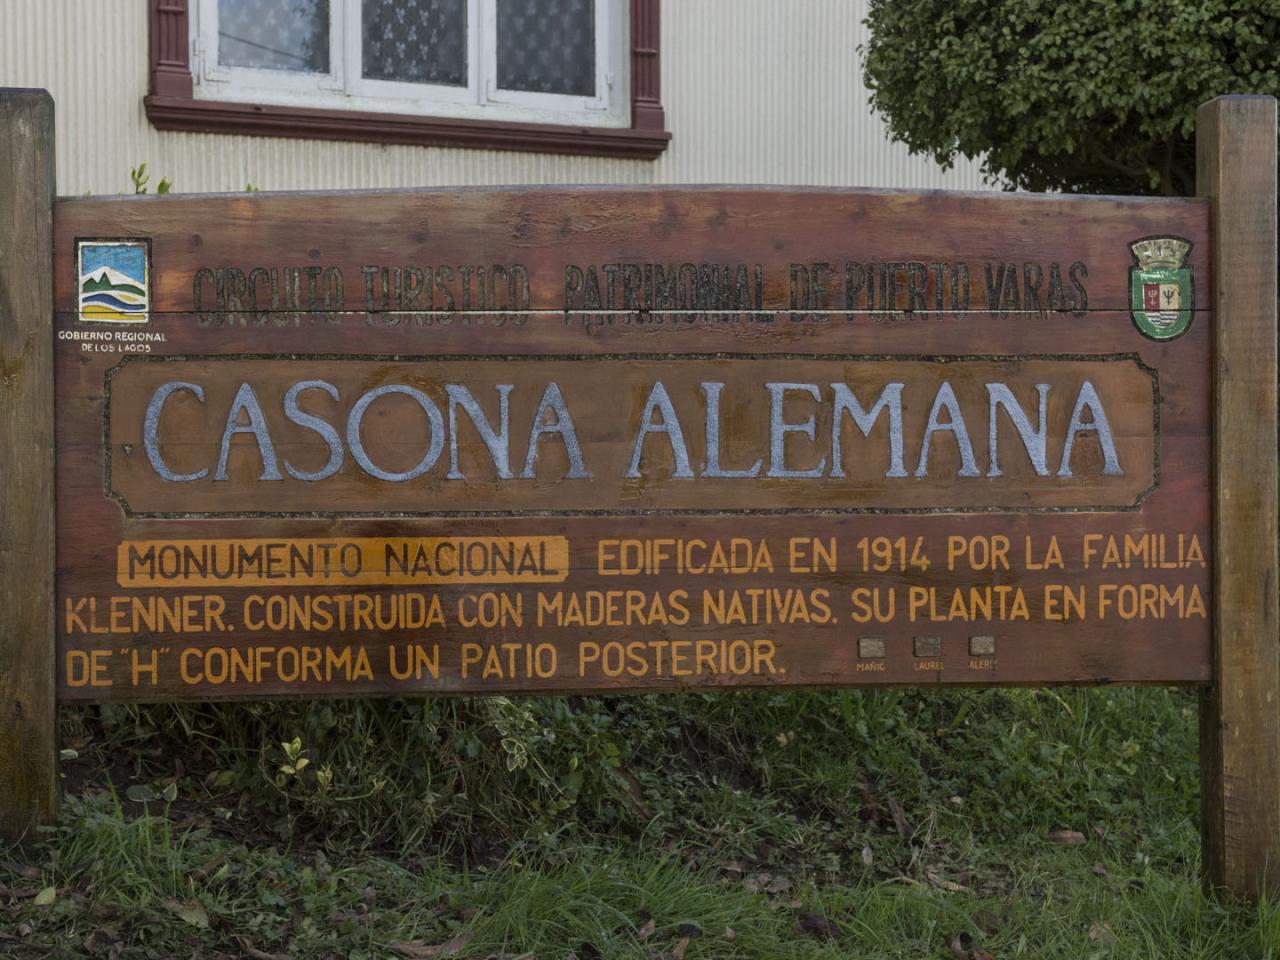 CIRCUITO TURISTICO PATRIMONIAL DE PUERTO VARAS
GOBIERNO REGIONAL
DE LOS LAGOS
CASONA ALEMANA
MONUMENTO NACIONAL EDIFICADA EN 1914 POR LA FAMILIA
KLENNER. CONSTRUIDA CON MADERAS NATIVAS. SU PLANTA EN FORMA
DE "H" CONFORMA UN PATIO POSTERIOR.
MAÑIO LAUREL ALERCE